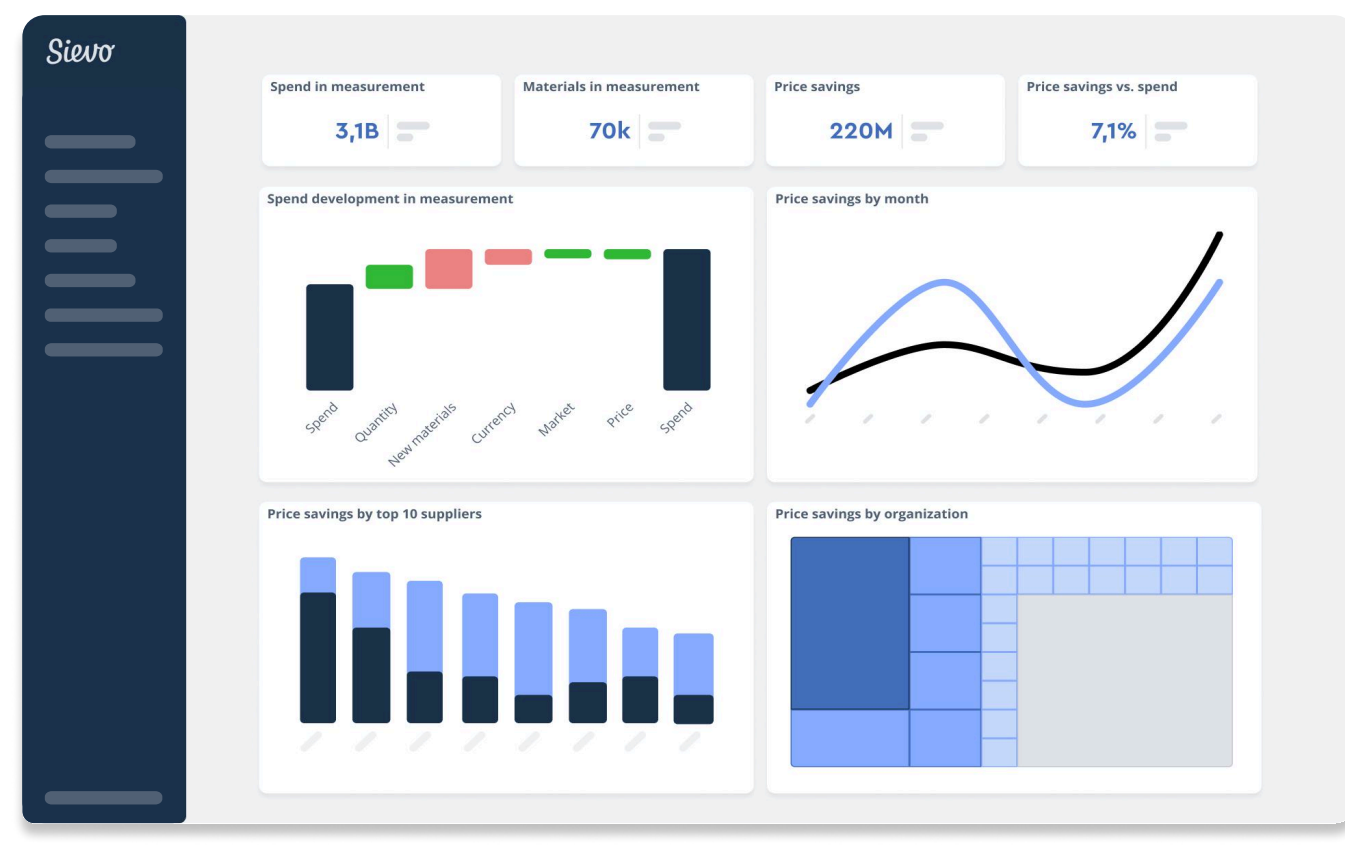 Sievo
Spend in measurement
3,1B
Materials in measurement
70k
Price savings
220M
Price savings vs. spend
7,1%
Spend development in measurement
Spend
Quantity
New materials
Currency
Market
Price
Spend
Price savings by month
Price savings by top 10 suppliers
Price savings by organization